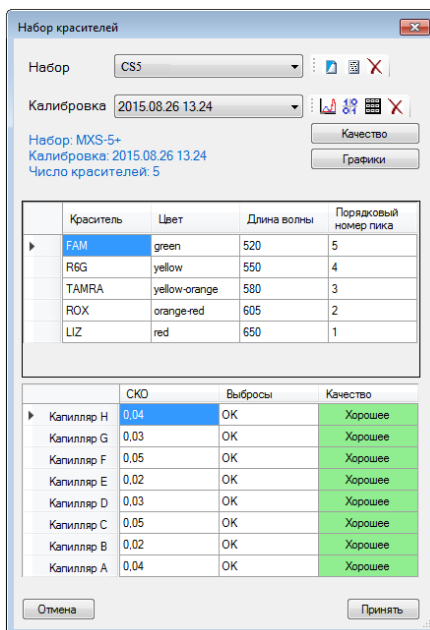 Набор красителей
Набор CS5
Калибровка 2015.08.26 13.24
Качество
Набор: MXS-5+
Калибровка: 2015.08.26 13.24
Графики
Число красителей: 5
Краситель Цвет Длина волны Порядковый номер пика
FAM green 520 5
R6G yellow 550 4
TAMRA yellow-orange 580 3
ROX orange-red 605 2
LIZ red 650 1
СКО Выбросы Качество
Капилляр H 0,04 OK Хорошее
Капилляр G 0,03 OK Хорошее
Капилляр F 0,05 OK Хорошее
Капилляр E 0,02 OK Хорошее
Капилляр D 0,03 OK Хорошее
Капилляр C 0,05 OK Хорошее
Капилляр B 0,02 OK Хорошее
Капилляр A 0,04 OK Хорошее
Отмена Принять